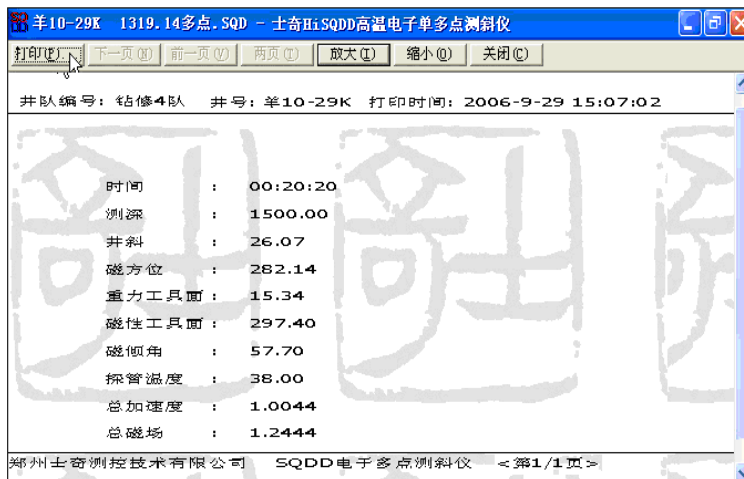 羊10-29K 1319.14多点.SQD - 士奇HiSQDD高温电子单多点测斜仪
打印(P)... 下一页(N) 前一页(V) 两页(T) 放大(I) 缩小(O) 关闭(C)
井队编号: 钻修4队 井号: 羊10-29K 打印时间: 2006-9-29 15:07:02
时间 : 00:20:20
测深 : 1500.00
井斜 : 26.07
磁方位 : 282.14
重力工具面 : 15.34
磁性工具面 : 297.40
磁倾角 : 57.70
探管温度 : 38.00
总加速度 : 1.0044
总磁场 : 1.2444
郑州士奇测控技术有限公司 SQDD电子多点测斜仪 <第1/1页>